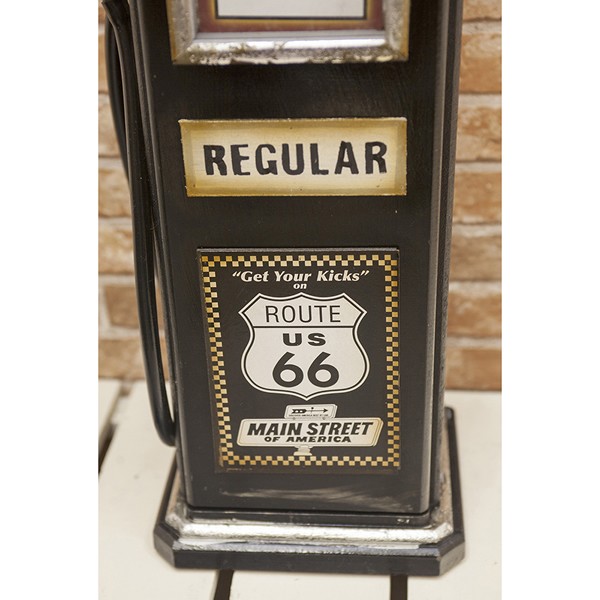 REGULAR
"Get Your Kicks"
on
ROUTE
US
66
MAIN STREET
OF AMERICA